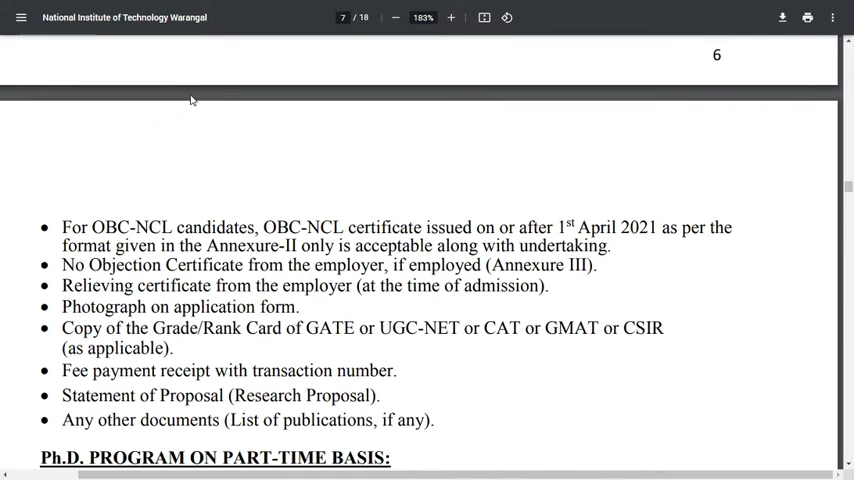 National Institute of Technology Warangal
7 / 18
183%
6
• For OBC-NCL candidates, OBC-NCL certificate issued on or after 1st April 2021 as per the
format given in the Annexure-II only is acceptable along with undertaking.
• No Objection Certificate from the employer, if employed (Annexure III).
• Relieving certificate from the employer (at the time of admission).
• Photograph on application form.
• Copy of the Grade/Rank Card of GATE or UGC-NET or CAT or GMAT or CSIR
(as applicable).
• Fee payment receipt with transaction number.
• Statement of Proposal (Research Proposal).
• Any other documents (List of publications, if any).
Ph.D. PROGRAM ON PART-TIME BASIS: